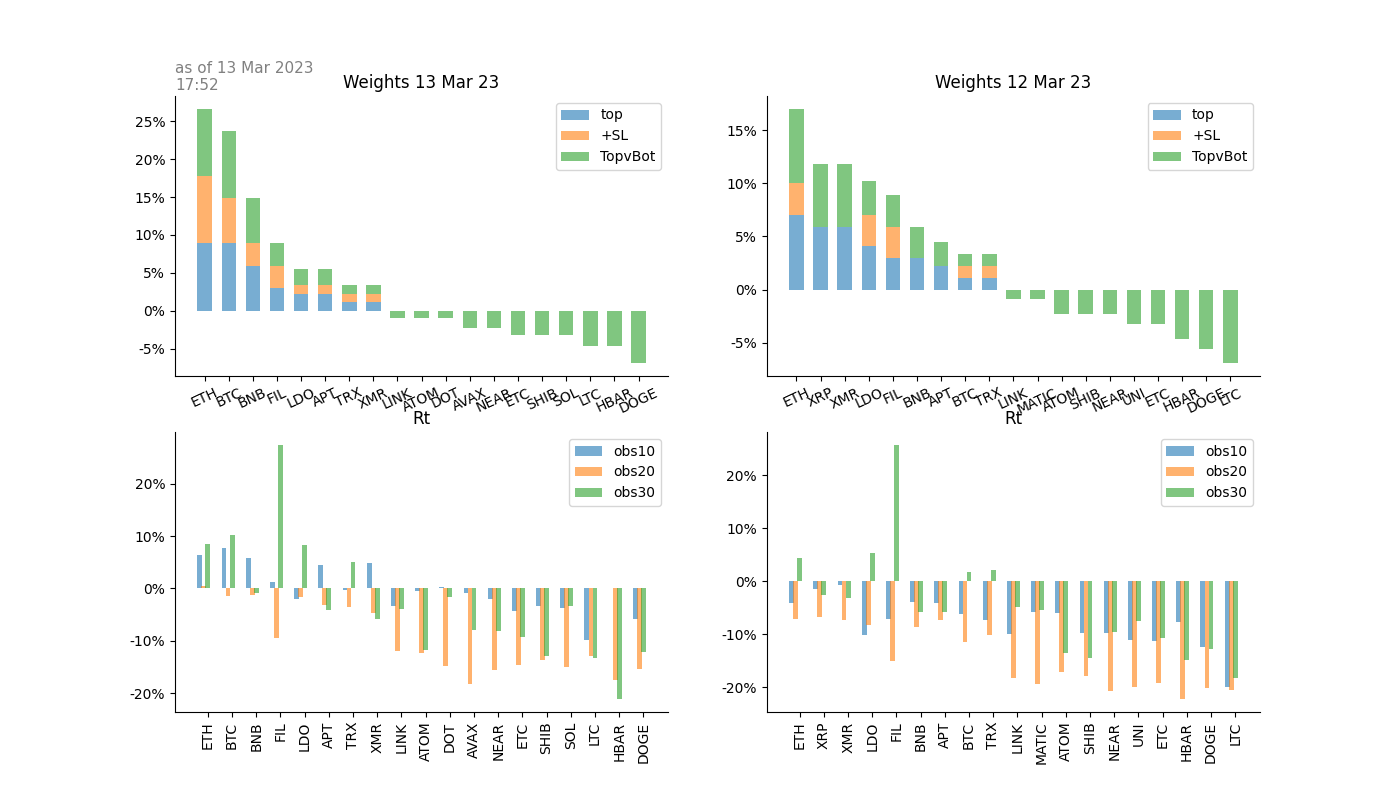 as of 13 Mar 2023
17:52
Weights 13 Mar 23
25%
20%
15%
10%
5%
0%
-5%
top
+SL
TopvBot
ETH BTC BNB FIL LDO APT TRX XMR LINK ATOM DOT AVAX NEAR ETC SHIB SOL LTC HBAR DOGE
Weights 12 Mar 23
15%
10%
5%
0%
-5%
top
+SL
TopvBot
ETH XRP XMR LDO FIL BNB APT BTC TRX LINK MATIC ATOM SHIB NEAR UNI ETC HBAR DOGE LTC
Rt
20%
10%
0%
-10%
-20%
obs10
obs20
obs30
ETH BTC BNB FIL LDO APT TRX XMR LINK ATOM DOT AVAX NEAR ETC SHIB SOL LTC HBAR DOGE
Rt
20%
10%
0%
-10%
-20%
obs10
obs20
obs30
ETH XRP XMR LDO FIL BNB APT BTC TRX LINK MATIC ATOM SHIB NEAR UNI ETC HBAR DOGE LTC